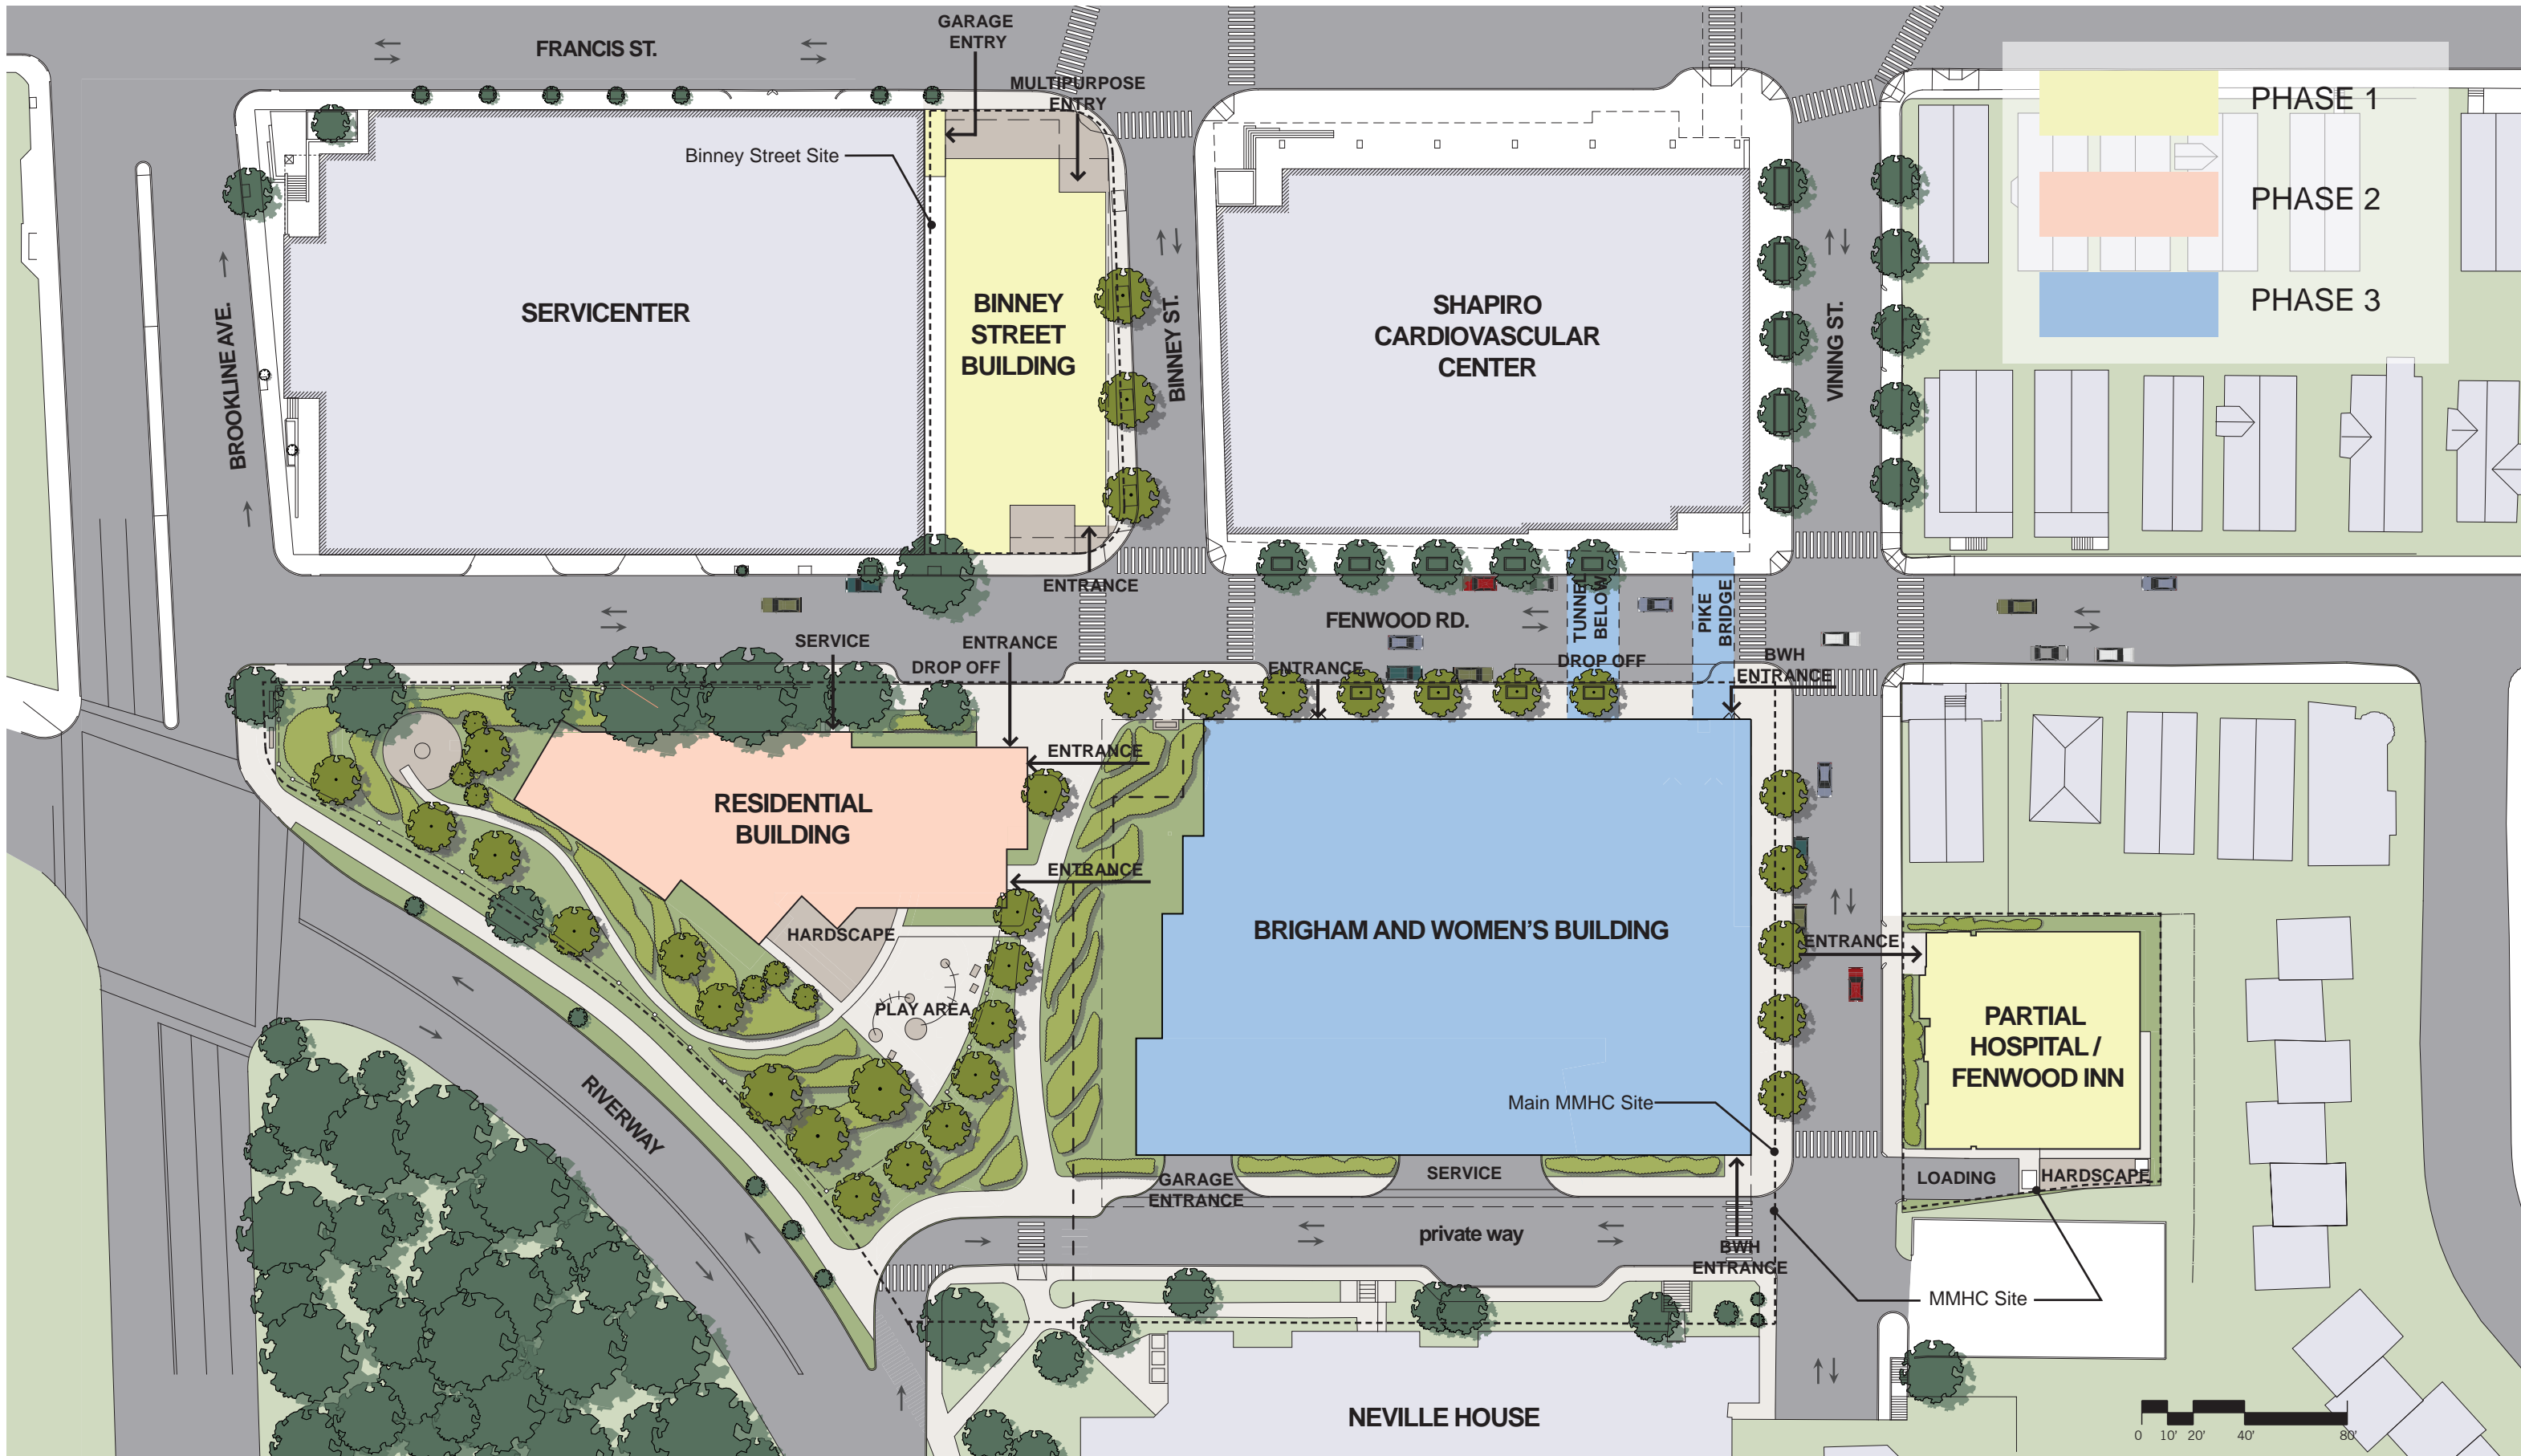 FRANCIS ST.
GARAGE
ENTRY
MULTIPURPOSE
ENTRY
PHASE 1
PHASE 2
PHASE 3
Binney Street Site
SERVICENTER
BINNEY
STREET
BUILDING
BINNEY ST.
SHAPIRO
CARDIOVASCULAR
CENTER
VINING ST.
BROOKLINE AVE.
ENTRANCE
FENWOOD RD.
TUNNEL
BELOW
PIKE
BRIDGE
SERVICE
ENTRANCE
DROP OFF
ENTRANCE
DROP OFF
BWH
ENTRANCE
ENTRANCE
RESIDENTIAL
BUILDING
ENTRANCE
HARDSCAPE
PLAY AREA
BRIGHAM AND WOMEN'S BUILDING
ENTRANCE
PARTIAL
HOSPITAL /
FENWOOD INN
Main MMHC Site
RIVERWAY
GARAGE
ENTRANCE
SERVICE
LOADING
HARDSCAPE
private way
BWH
ENTRANCE
MMHC Site
NEVILLE HOUSE
0 10' 20' 40' 80'